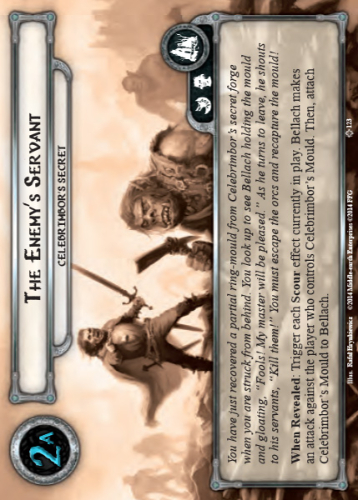 2A
The Enemy's Servant
Celebrimbor's Secret
You have just recovered a partial ring-mould from Celebrimbor's secret forge
when you are struck from behind. You look up to see Bellach holding the mould
and gloating, “Fools! My master will be pleased.” As he turns to leave, he shouts
to his servants, “Kill them!” You must escape the orcs and recapture the mould!
When Revealed: Trigger each Scour effect currently in play. Bellach makes
an attack against the player who controls Celebrimbor's Mould. Then, attach
Celebrimbor's Mould to Bellach.
Illus. Rafał Hrynkiewicz ©2014 Middle-earth Enterprises ©2014 FFG 123